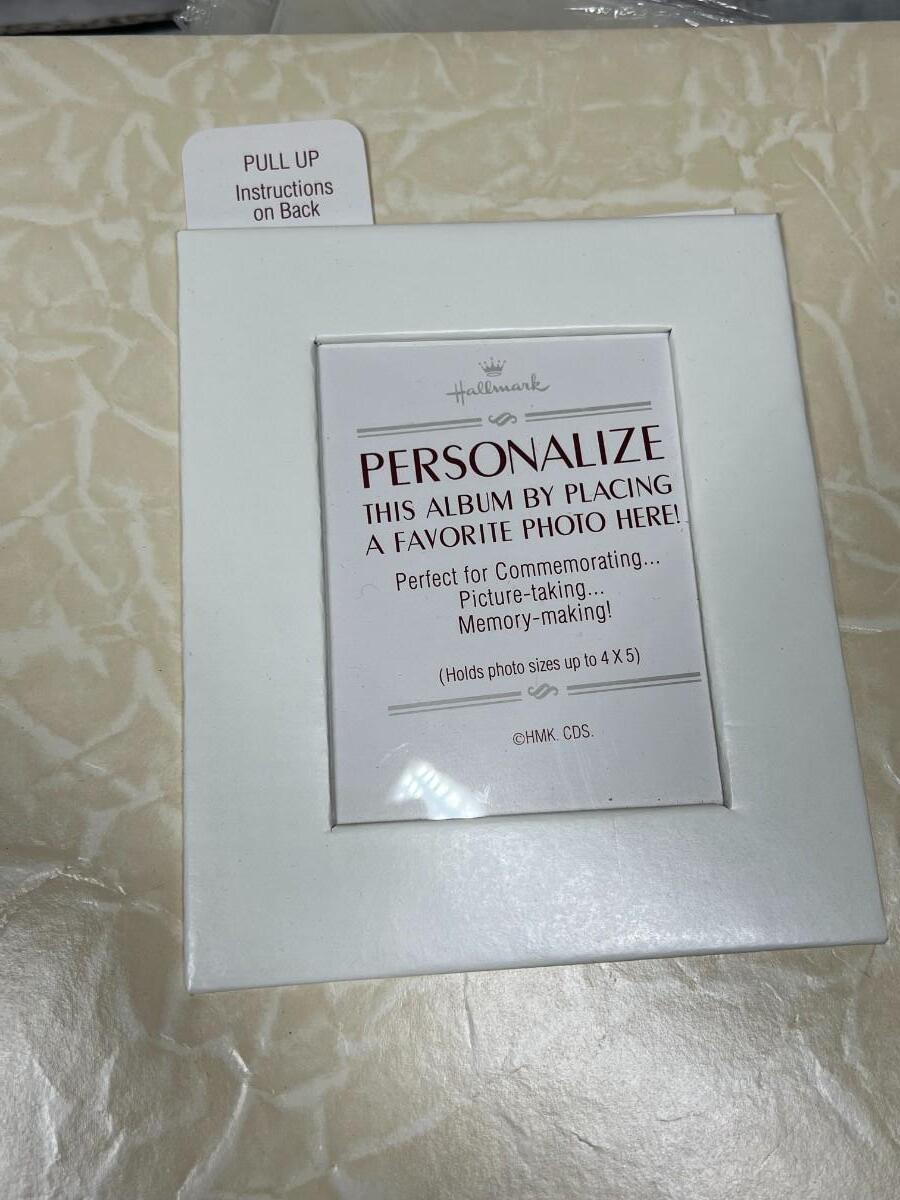 PULL UP
Instructions
on Back
Hallmark
PERSONALIZE
THIS ALBUM BY PLACING
A FAVORITE PHOTO HERE!
Perfect for Commemorating...
Picture-taking...
Memory-making!
(Holds photo sizes up to 4 X 5)
©HMK. CDS.